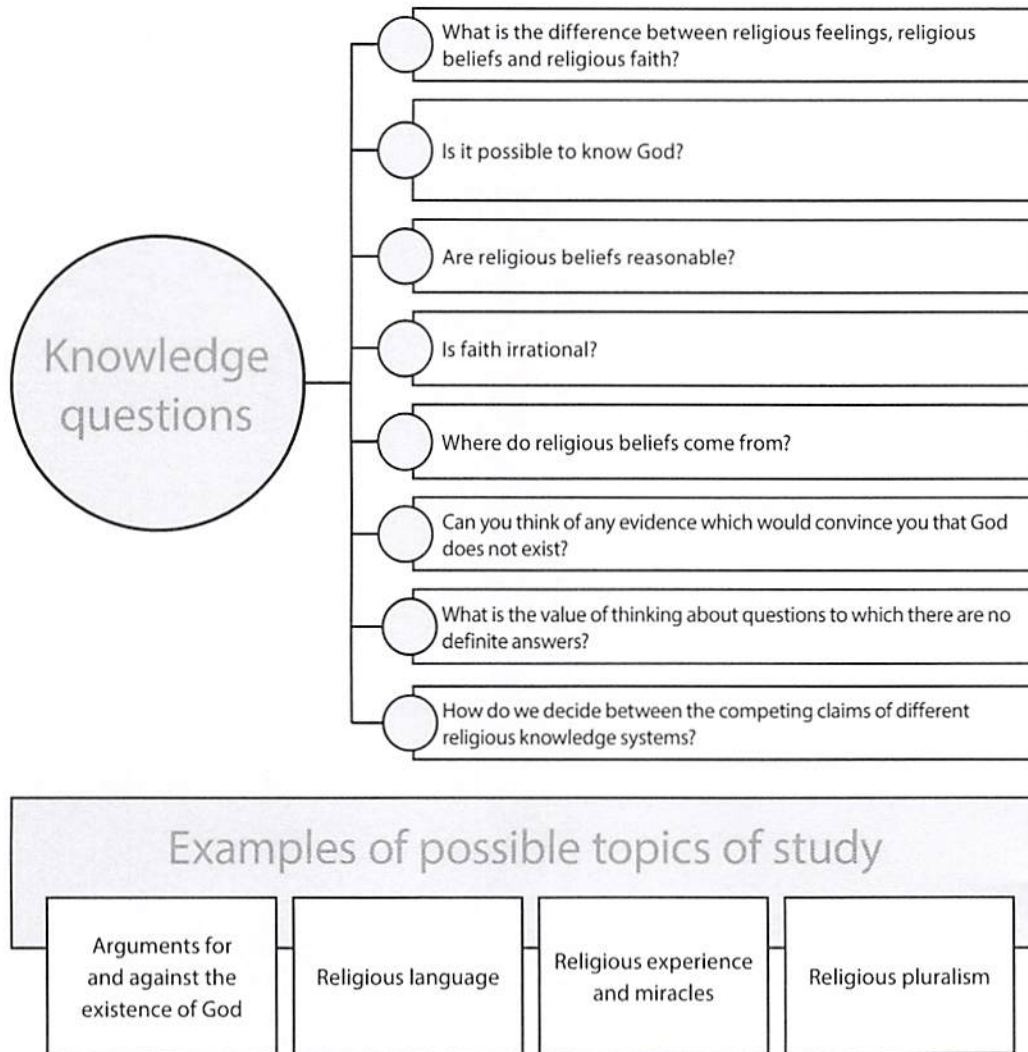 What is the difference between religious feelings, religious
beliefs and religious faith?
Is it possible to know God?
Are religious beliefs reasonable?
Knowledge
questions
Is faith irrational?
Where do religious beliefs come from?
Can you think of any evidence which would convince you that God
does not exist?
What is the value of thinking about questions to which there are no
definite answers?
How do we decide between the competing claims of different
religious knowledge systems?
Examples of possible topics of study
Arguments for
and against the
existence of God
Religious language
Religious experience
and miracles
Religious pluralism